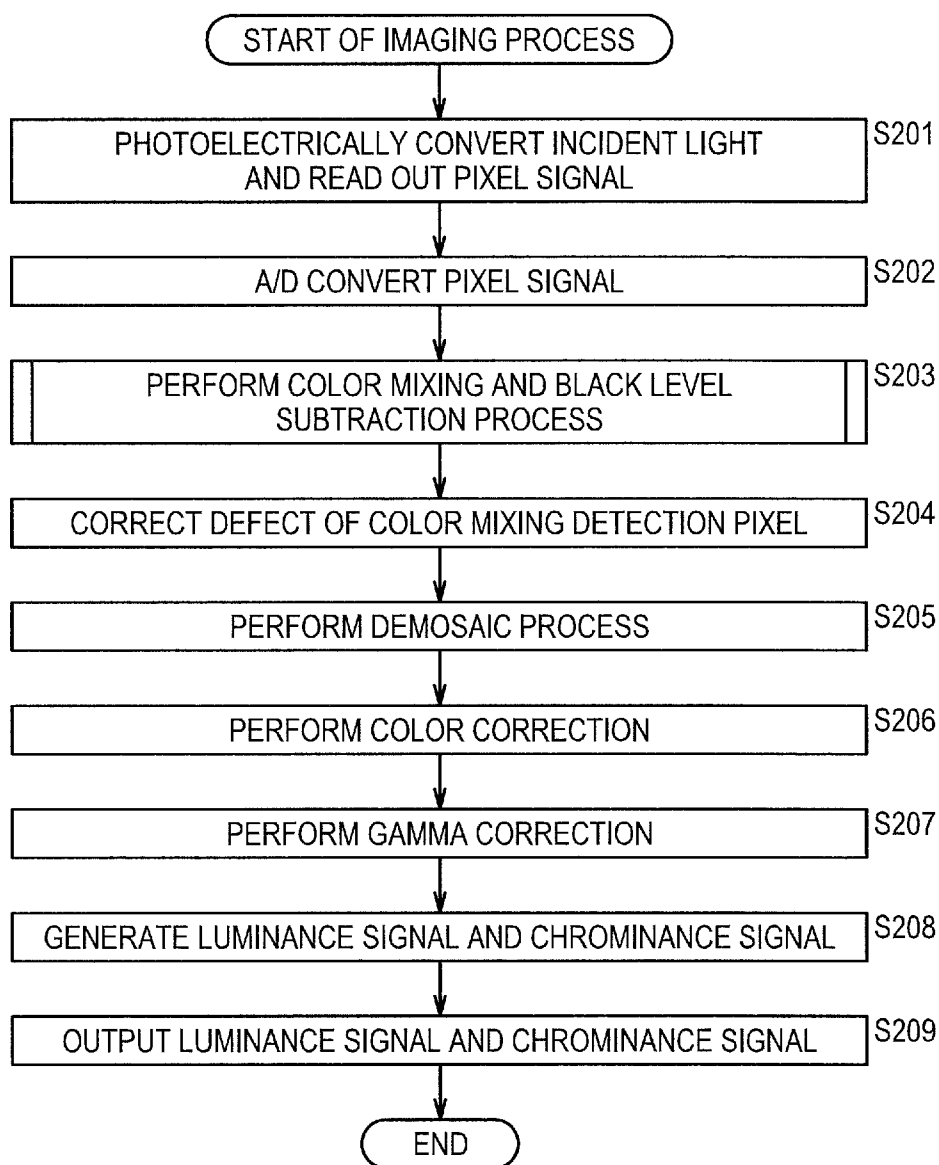 START OF IMAGING PROCESS
PHOTOELECTRICALLY CONVERT INCIDENT LIGHT
AND READ OUT PIXEL SIGNAL
S201
A/D CONVERT PIXEL SIGNAL
S202
PERFORM COLOR MIXING AND BLACK LEVEL
SUBTRACTION PROCESS
S203
CORRECT DEFECT OF COLOR MIXING DETECTION PIXEL
S204
PERFORM DEMOSAIC PROCESS
S205
PERFORM COLOR CORRECTION
S206
PERFORM GAMMA CORRECTION
S207
GENERATE LUMINANCE SIGNAL AND CHROMINANCE SIGNAL
S208
OUTPUT LUMINANCE SIGNAL AND CHROMINANCE SIGNAL
S209
END